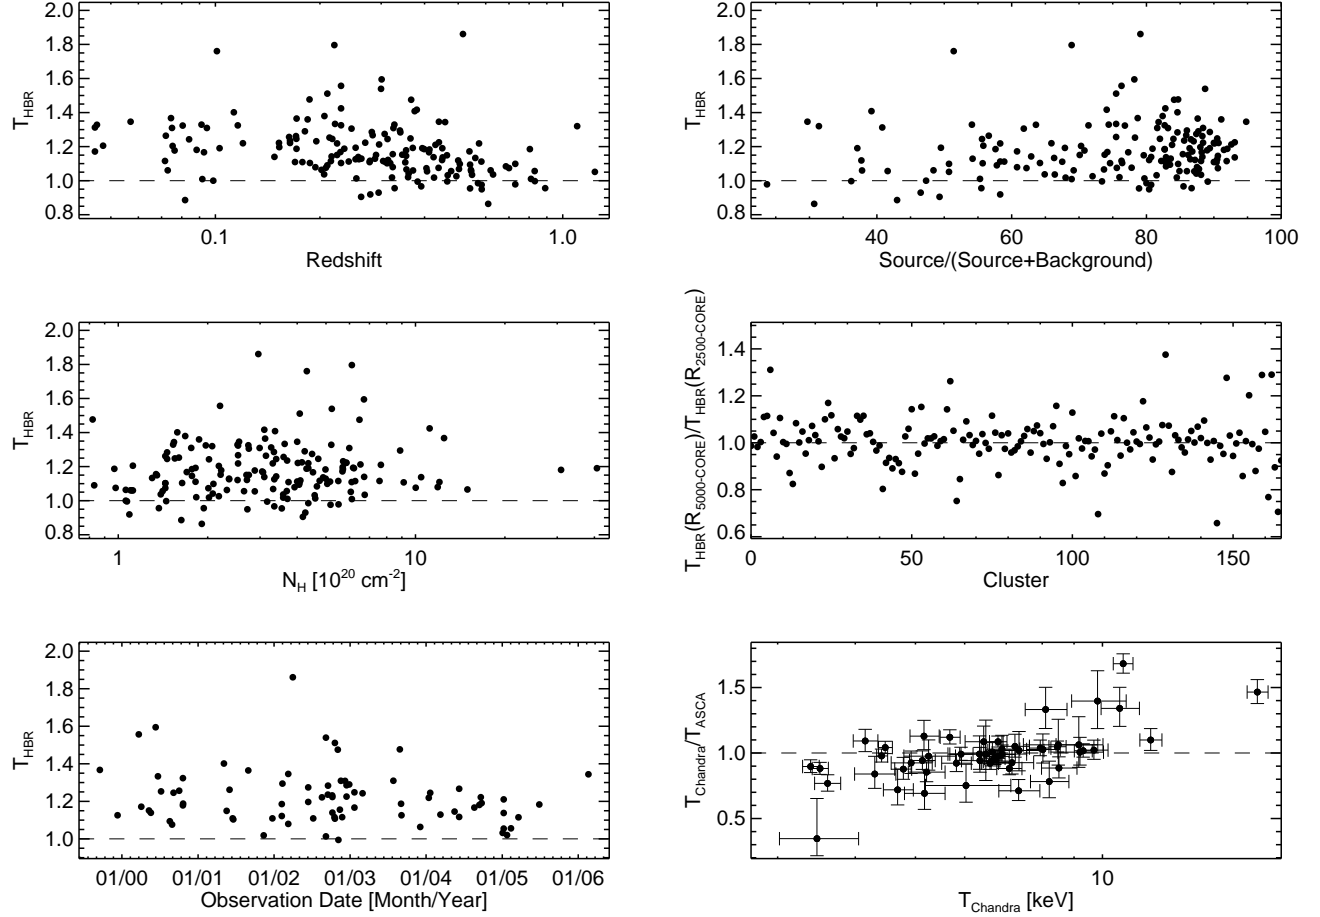 2.0
1.8
1.6
1.4
1.2
1.0
0.8
T_HBR
0.1 1.0
Redshift
2.0
1.8
1.6
1.4
1.2
1.0
0.8
T_HBR
40 60 80 100
Source/(Source+Background)
2.0
1.8
1.6
1.4
1.2
1.0
0.8
T_HBR
1 10
N_H [10^20 cm^-2]
1.4
1.2
1.0
0.8
0.6
T_HBR(R_5000-CORE)/T_HBR(R_2500-CORE)
0 50 100 150
Cluster
2.0
1.8
1.6
1.4
1.2
1.0
T_HBR
01/00 01/01 01/02 01/03 01/04 01/05 01/06
Observation Date [Month/Year]
1.5
1.0
0.5
T_Chandra/T_ASCA
10
T_Chandra [keV]